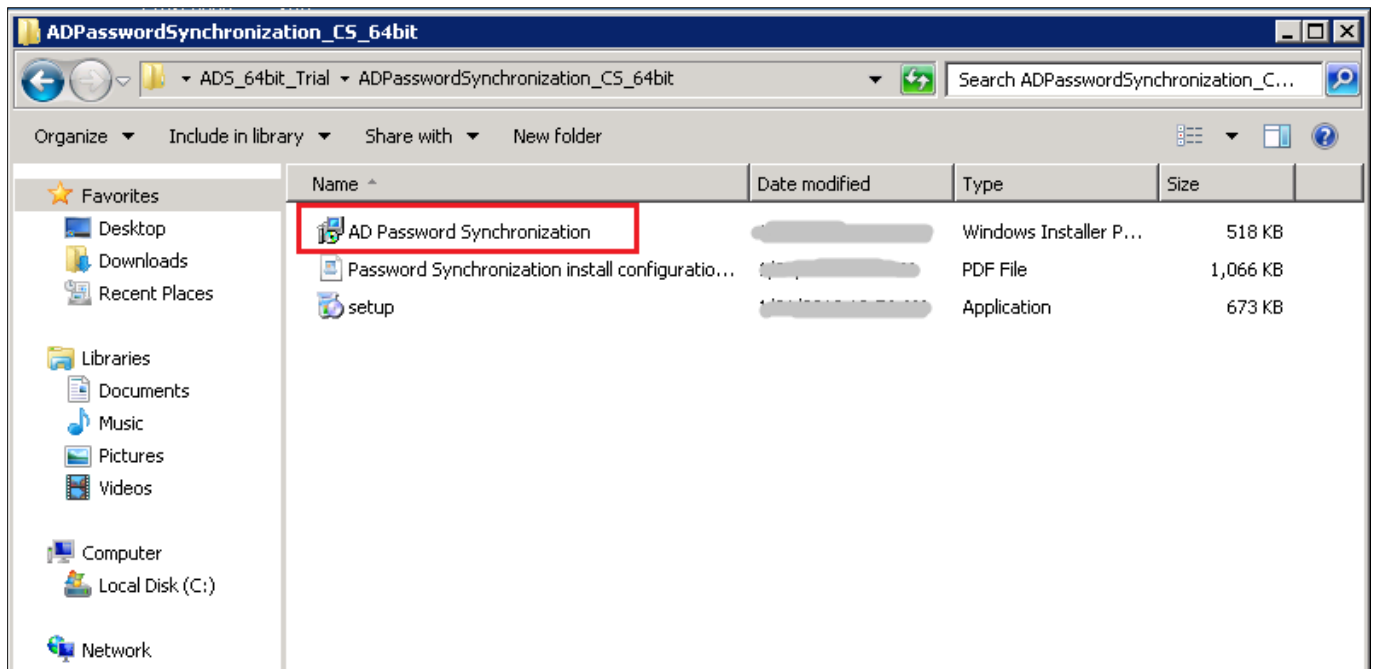 ADPasswordSynchronization_CS_64bit
ADS_64bit_Trial ADPasswordSynchronization_CS_64bit Search ADPasswordSynchronization_C...
Organize Include in library Share with New folder
Favorites
Desktop
Downloads
Recent Places
Libraries
Documents
Music
Pictures
Videos
Computer
Local Disk (C:)
Network
Name Date modified Type Size
AD Password Synchronization Windows Installer P... 518 KB
Password Synchronization install configuratio... PDF File 1,066 KB
setup Application 673 KB